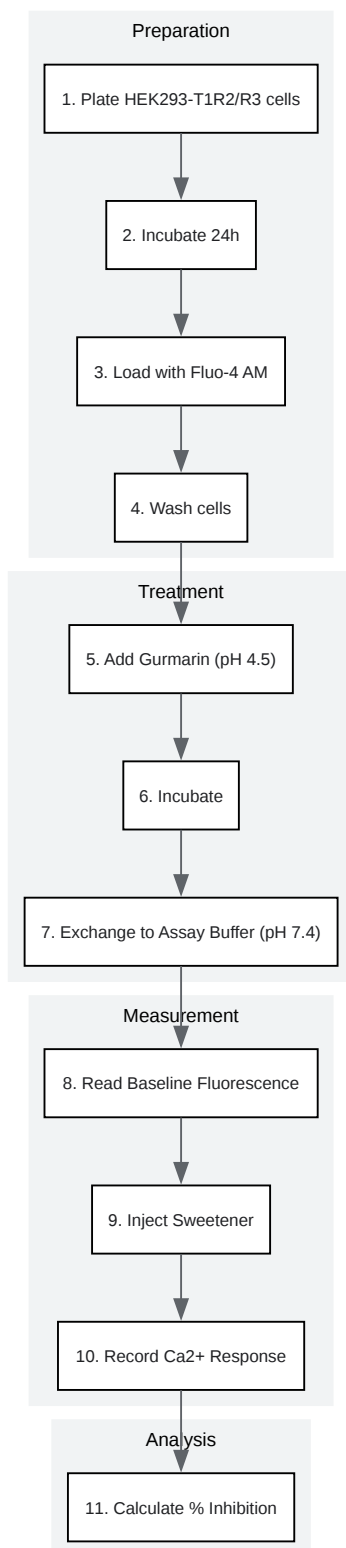 Preparation
1. Plate HEK293-T1R2/R3 cells
2. Incubate 24h
3. Load with Fluo-4 AM
4. Wash cells
Treatment
5. Add Gurmarin (pH 4.5)
6. Incubate
7. Exchange to Assay Buffer (pH 7.4)
Measurement
8. Read Baseline Fluorescence
9. Inject Sweetener
10. Record Ca2+ Response
Analysis
11. Calculate % Inhibition